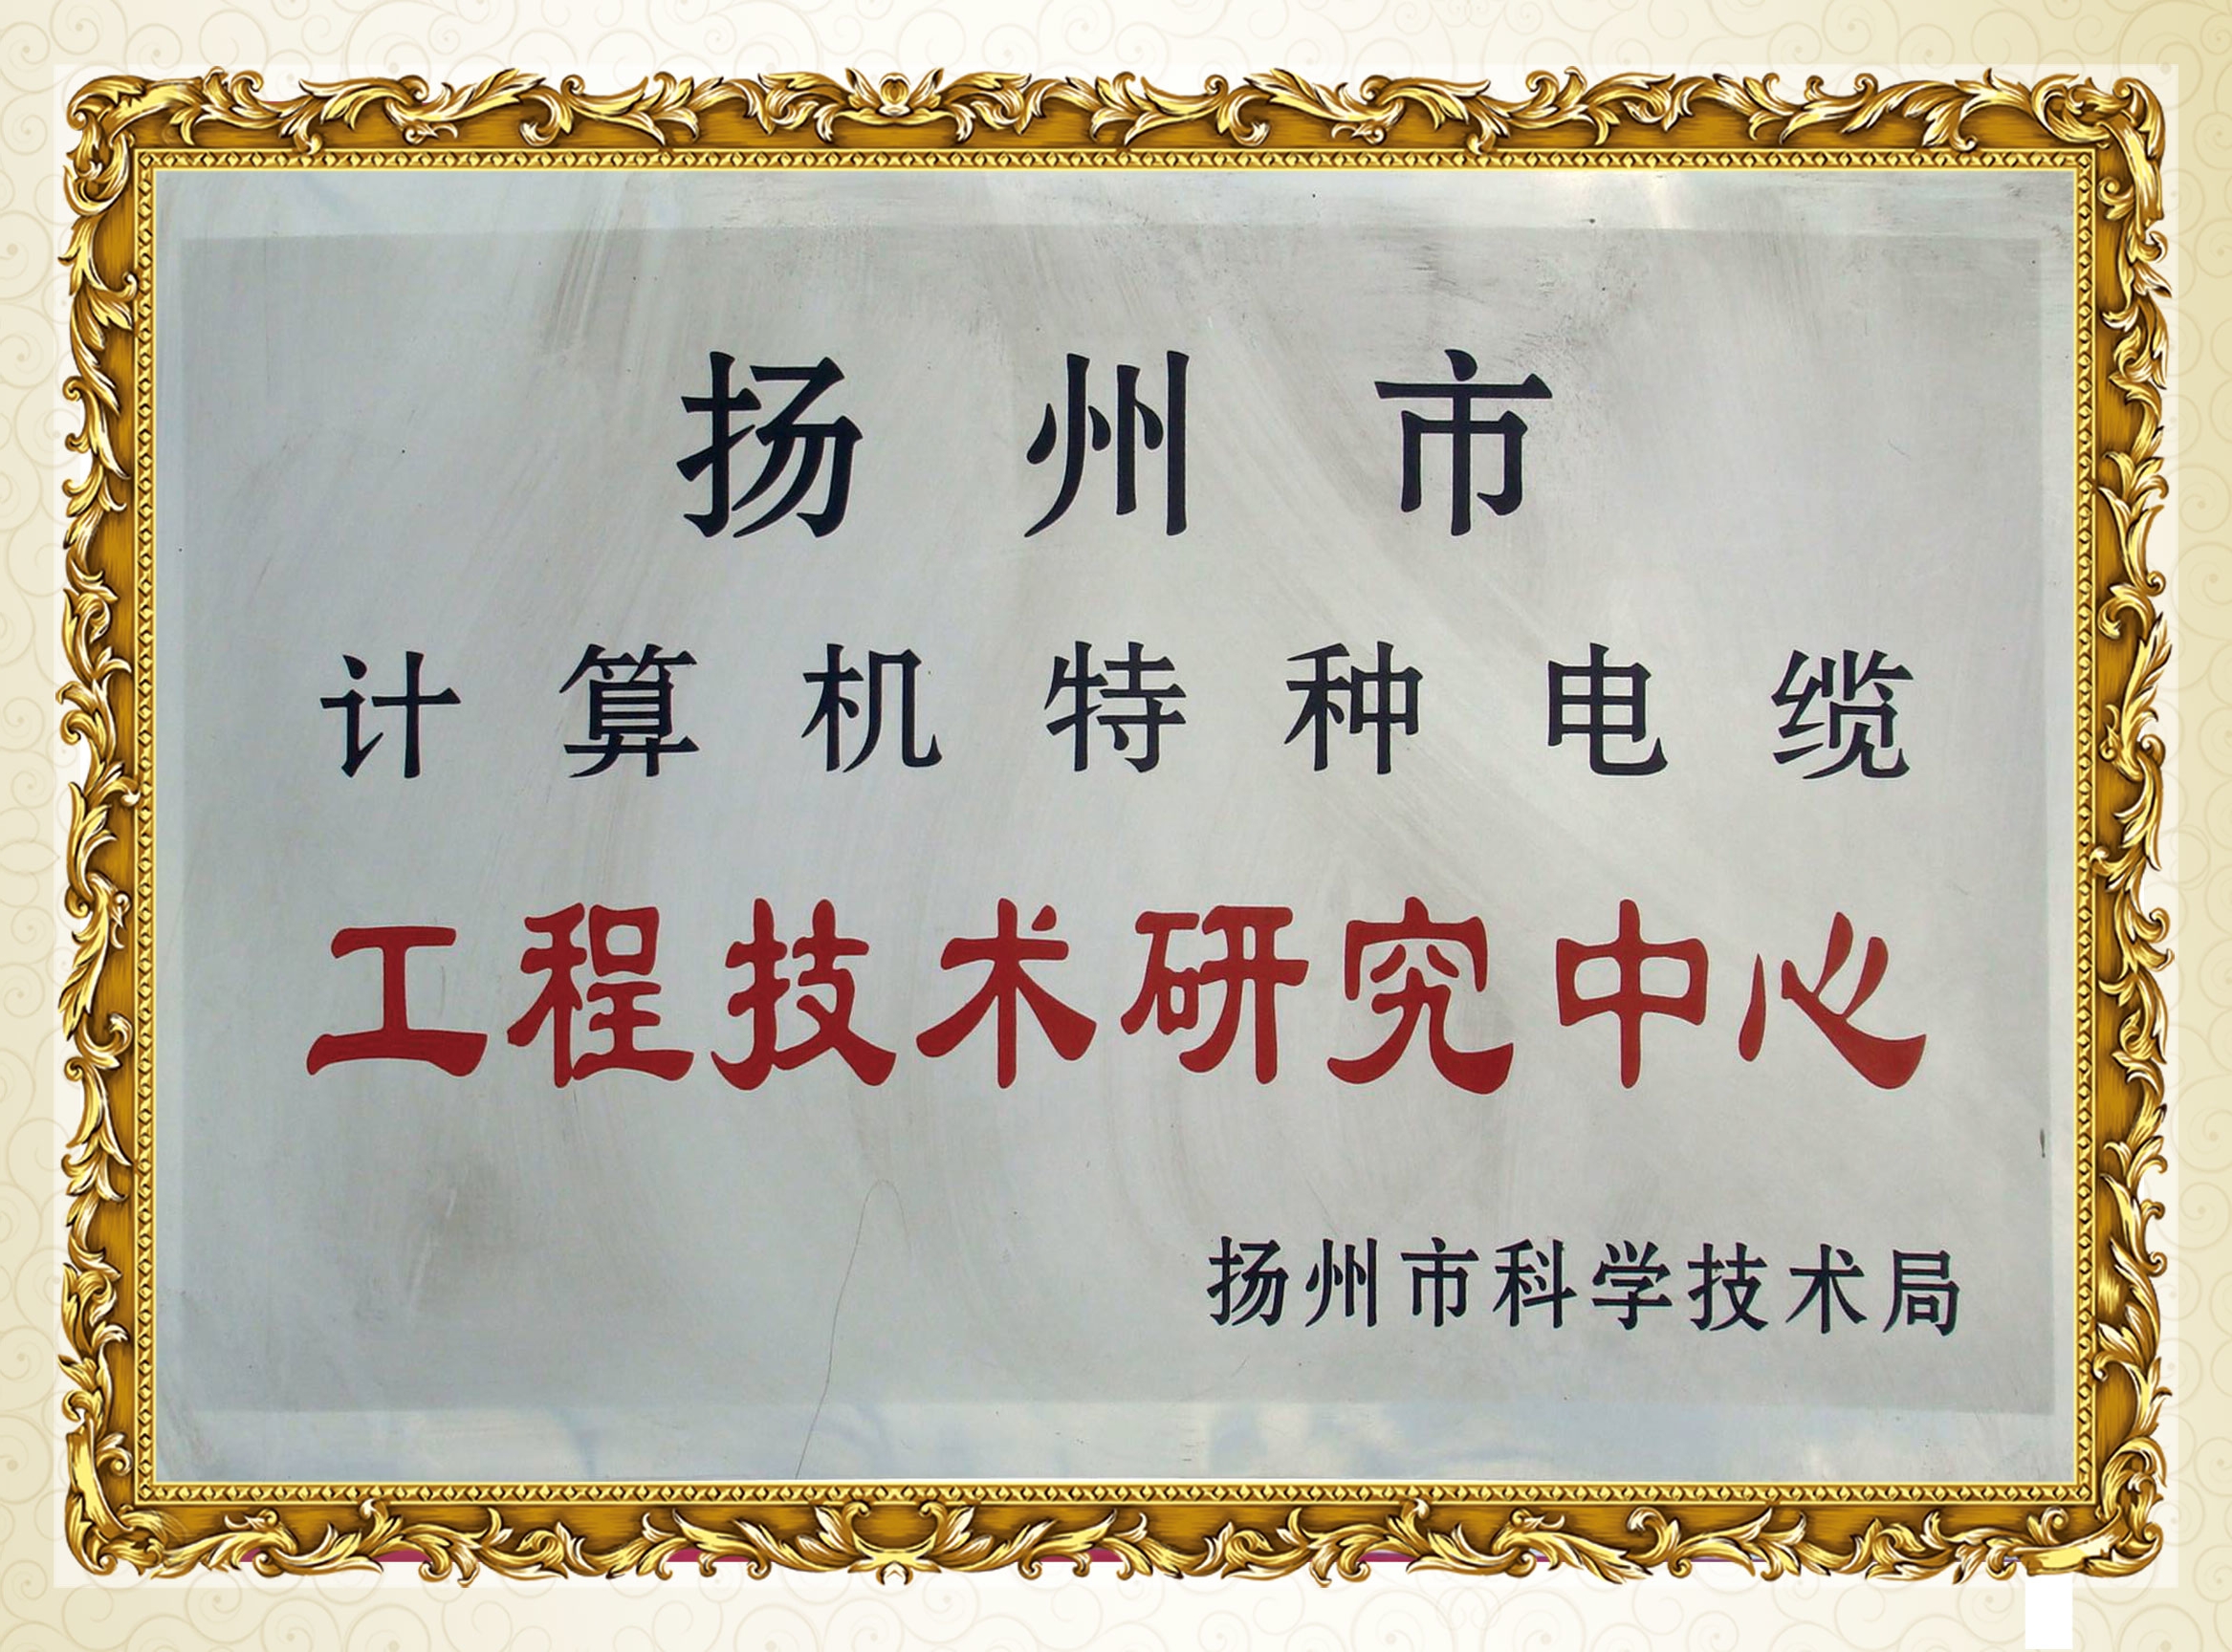 扬州市
计算机特种电缆
工程技术研究中心
扬州市科学技术局